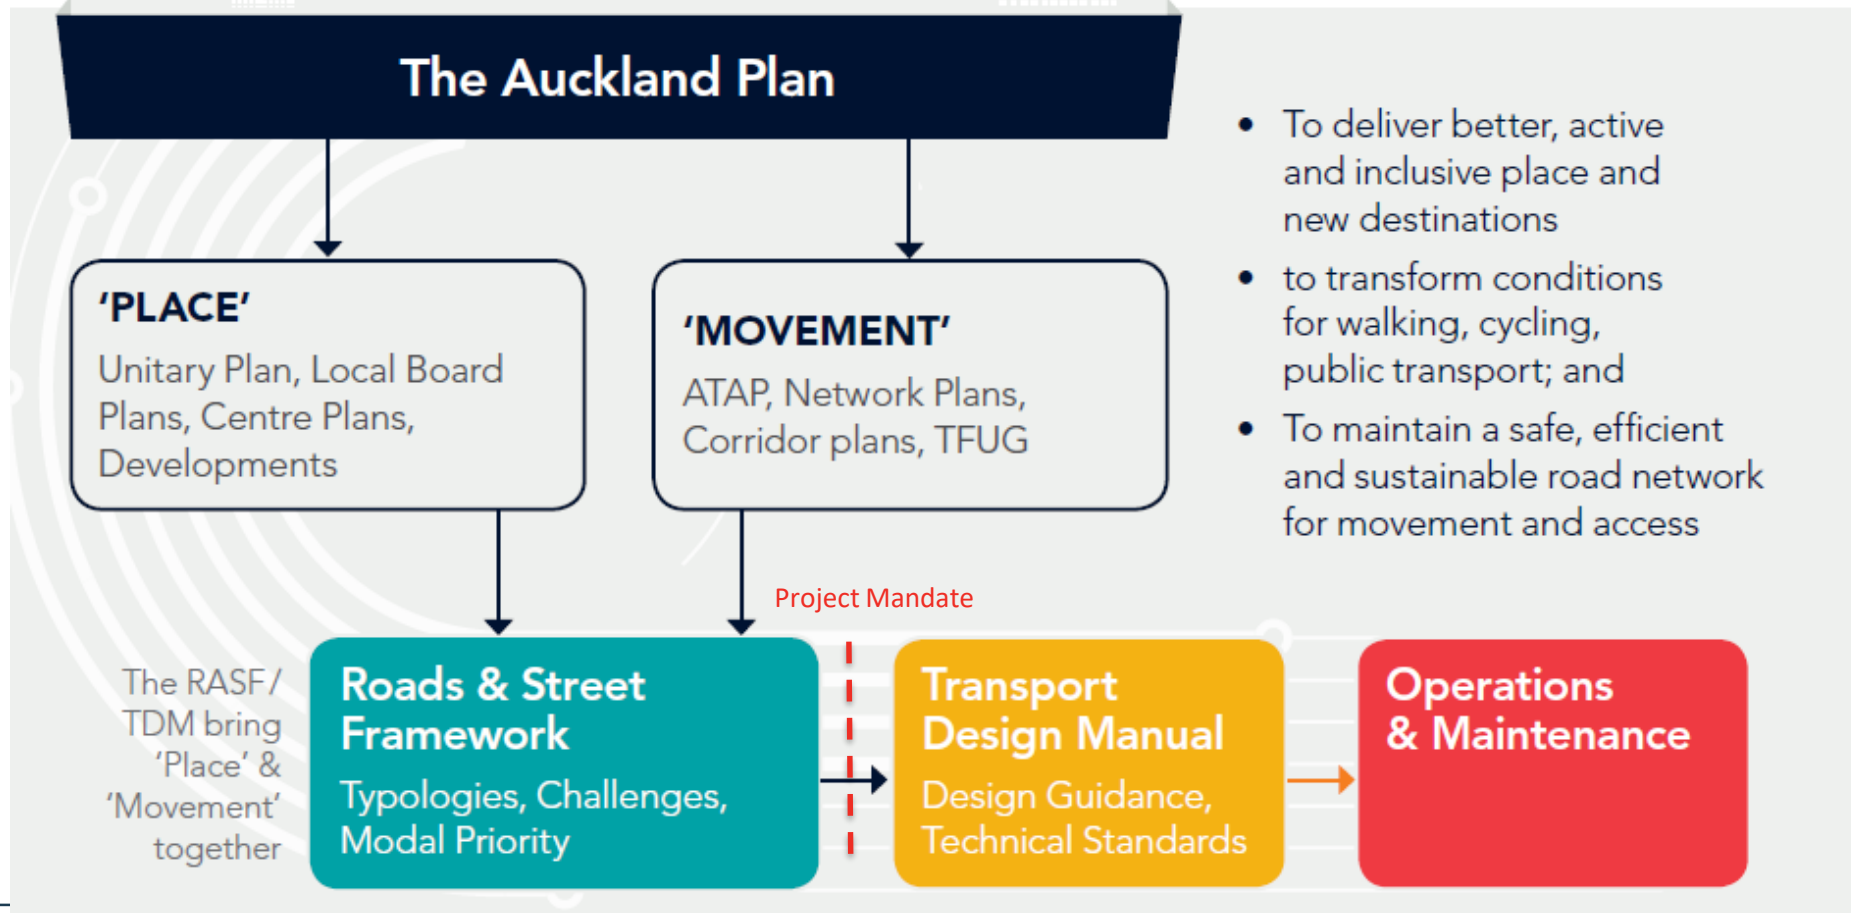 The Auckland Plan
‘PLACE’
Unitary Plan, Local Board
Plans, Centre Plans,
Developments
‘MOVEMENT’
ATAP, Network Plans,
Corridor plans, TFUG
• To deliver better, active
and inclusive place and
new destinations
• to transform conditions
for walking, cycling,
public transport; and
• To maintain a safe, efficient
and sustainable road network
for movement and access
Project Mandate
The RASF/
TDM bring
‘Place’ &
‘Movement’
together
Roads & Street
Framework
Typologies, Challenges,
Modal Priority
Transport
Design Manual
Design Guidance,
Technical Standards
Operations
& Maintenance